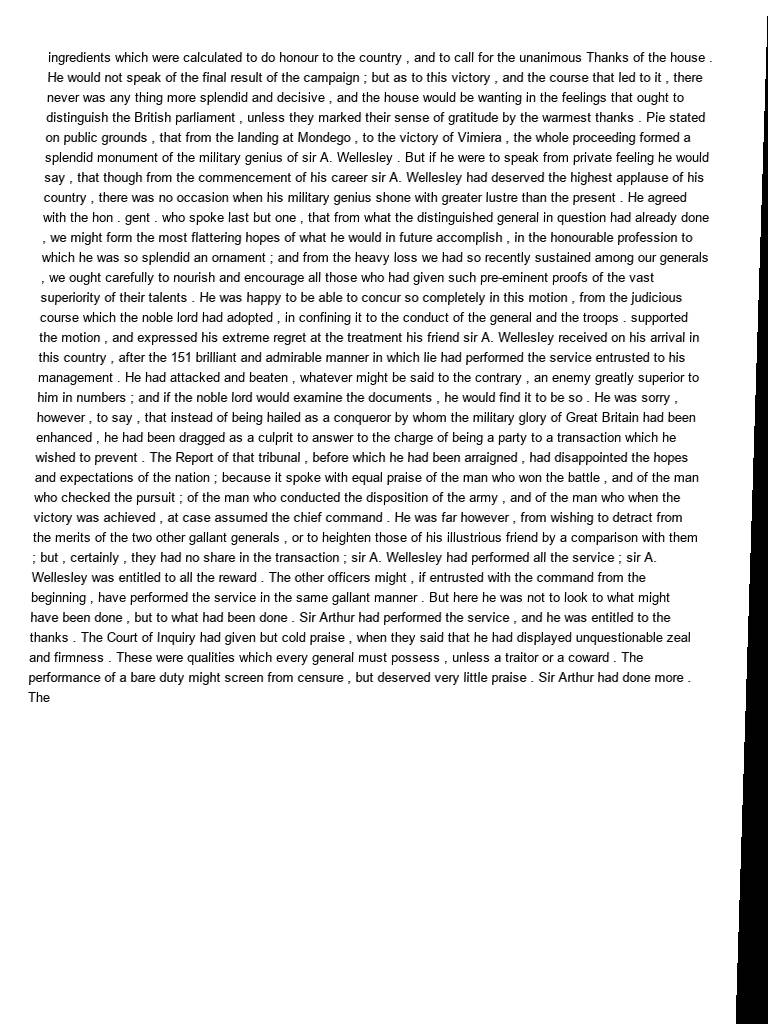 ingredients which were calculated to do honour to the country , and to call for the unanimous Thanks of the house .
He would not speak of the final result of the campaign ; but as to this victory , and the course that led to it , there
never was any thing more splendid and decisive , and the house would be wanting in the feelings that ought to
distinguish the British parliament , unless they marked their sense of gratitude by the warmest thanks . Pie stated
on public grounds , that from the landing at Mondego , to the victory of Vimiera , the whole proceeding formed a
splendid monument of the military genius of sir A. Wellesley . But if he were to speak from private feeling he would
say , that though from the commencement of his career sir A. Wellesley had deserved the highest applause of his
country , there was no occasion when his military genius shone with greater lustre than the present . He agreed
with the hon . gent . who spoke last but one , that from what the distinguished general in question had already done
, we might form the most flattering hopes of what he would in future accomplish , in the honourable profession to
which he was so splendid an ornament ; and from the heavy loss we had so recently sustained among our generals
, we ought carefully to nourish and encourage all those who had given such pre-eminent proofs of the vast
superiority of their talents . He was happy to be able to concur so completely in this motion , from the judicious
course which the noble lord had adopted , in confining it to the conduct of the general and the troops . supported
the motion , and expressed his extreme regret at the treatment his friend sir A. Wellesley received on his arrival in
this country , after the 151 brilliant and admirable manner in which lie had performed the service entrusted to his
management . He had attacked and beaten , whatever might be said to the contrary , an enemy greatly superior to
him in numbers ; and if the noble lord would examine the documents , he would find it to be so . He was sorry ,
however , to say , that instead of being hailed as a conqueror by whom the military glory of Great Britain had been
enhanced , he had been dragged as a culprit to answer to the charge of being a party to a transaction which he
wished to prevent . The Report of that tribunal , before which he had been arraigned , had disappointed the hopes
and expectations of the nation ; because it spoke with equal praise of the man who won the battle , and of the man
who checked the pursuit ; of the man who conducted the disposition of the army , and of the man who when the
victory was achieved , at case assumed the chief command . He was far however , from wishing to detract from
the merits of the two other gallant generals , or to heighten those of his illustrious friend by a comparison with them
; but , certainly , they had no share in the transaction ; sir A. Wellesley had performed all the service ; sir A.
Wellesley was entitled to all the reward . The other officers might , if entrusted with the command from the
beginning , have performed the service in the same gallant manner . But here he was not to look to what might
have been done , but to what had been done . Sir Arthur had performed the service , and he was entitled to the
thanks . The Court of Inquiry had given but cold praise , when they said that he had displayed unquestionable zeal
and firmness . These were qualities which every general must possess , unless a traitor or a coward . The
performance of a bare duty might screen from censure , but deserved very little praise . Sir Arthur had done more .
The